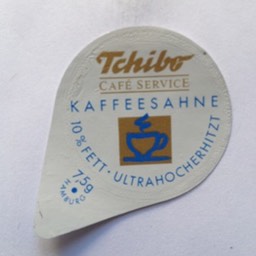 Tchibo
CAFÉ SERVICE
KAFFEESAHNE
10% FETT · ULTRAHOCHERHITZT
7,5g
HAMBURG